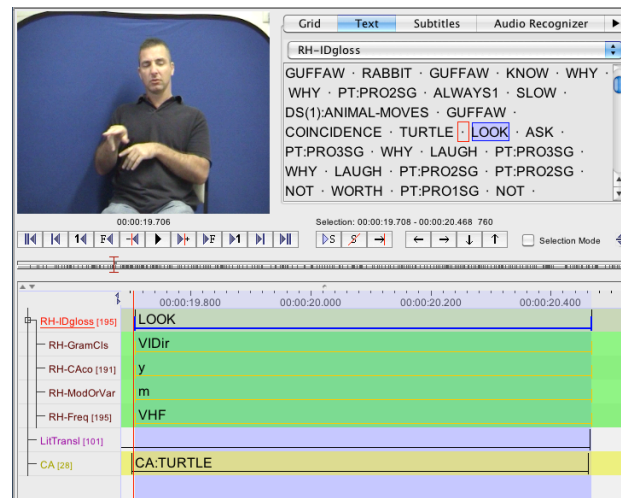 Grid Text Subtitles Audio Recognizer
RH-IDgloss
GUFFAW · RABBIT · GUFFAW · KNOW · WHY ·
WHY · PT:PRO2SG · ALWAYS1 · SLOW ·
DS(1):ANIMAL-MOVES · GUFFAW ·
COINCIDENCE · TURTLE · LOOK · ASK ·
PT:PRO3SG · WHY · LAUGH · PT:PRO3SG ·
WHY · LAUGH · PT:PRO2SG · PT:PRO2SG ·
NOT · WORTH · PT:PRO1SG · NOT ·
00:00:19.706 Selection: 00:00:19.708 - 00:00:20.468 760
Selection Mode
00:00:19.800 00:00:20.000 00:00:20.200 00:00:20.400
RH-IDgloss [195] LOOK
RH-GramCls VIDir
RH-CAco [191] y
RH-ModOrVar m
RH-Freq [195] VHF
LitTransl [101]
CA [28] CA:TURTLE